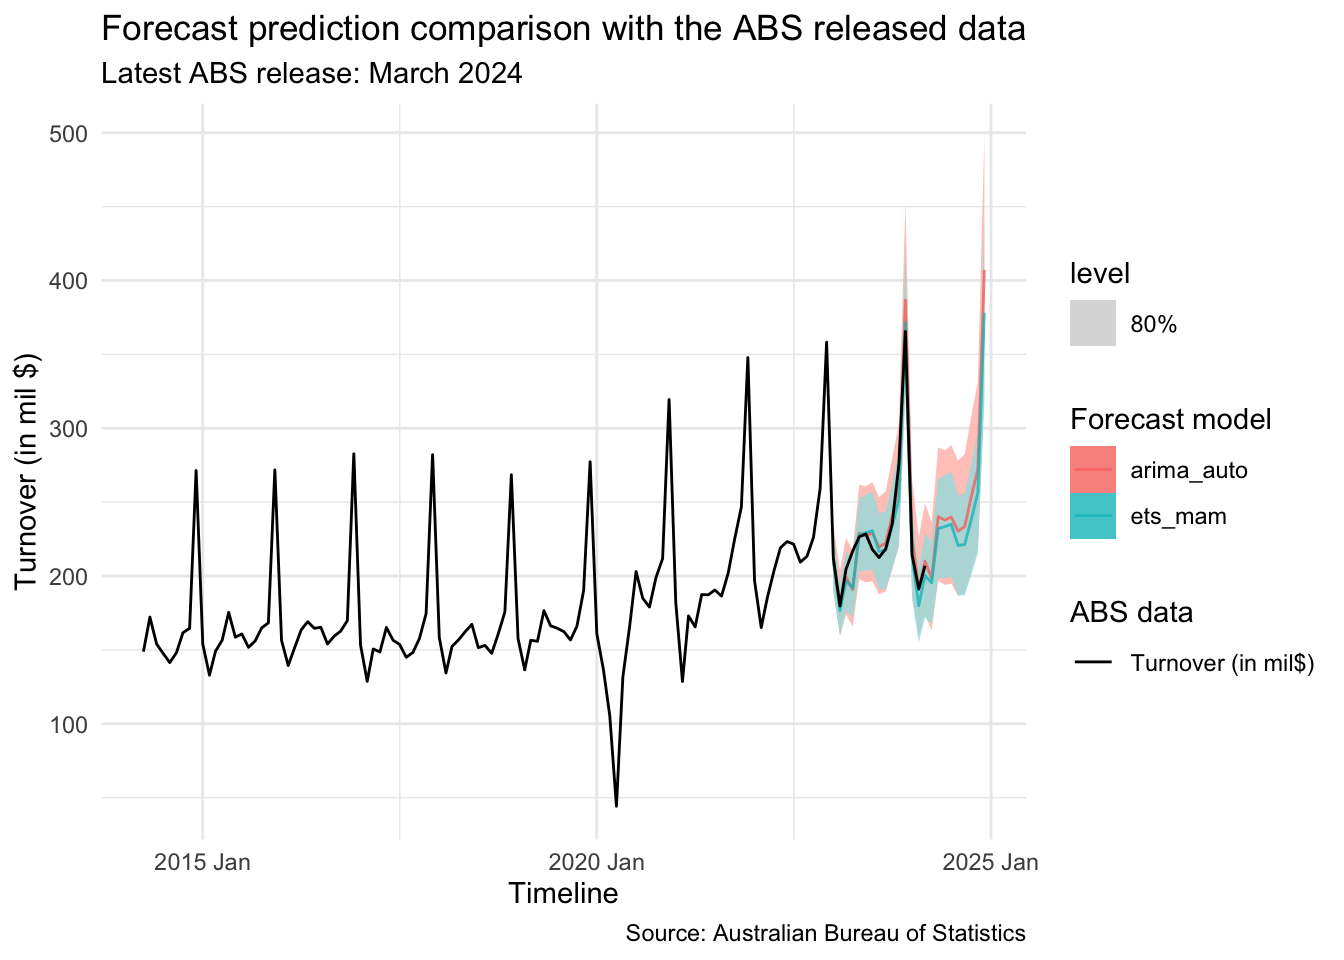 Forecast prediction comparison with the ABS released data
Latest ABS release: March 2024
500
400
300
200
100
Turnover (in mil $)
2015 Jan
2020 Jan
2025 Jan
Timeline
level
80%
Forecast model
arima_auto
ets_mam
ABS data
Turnover (in mil$)
Source: Australian Bureau of Statistics